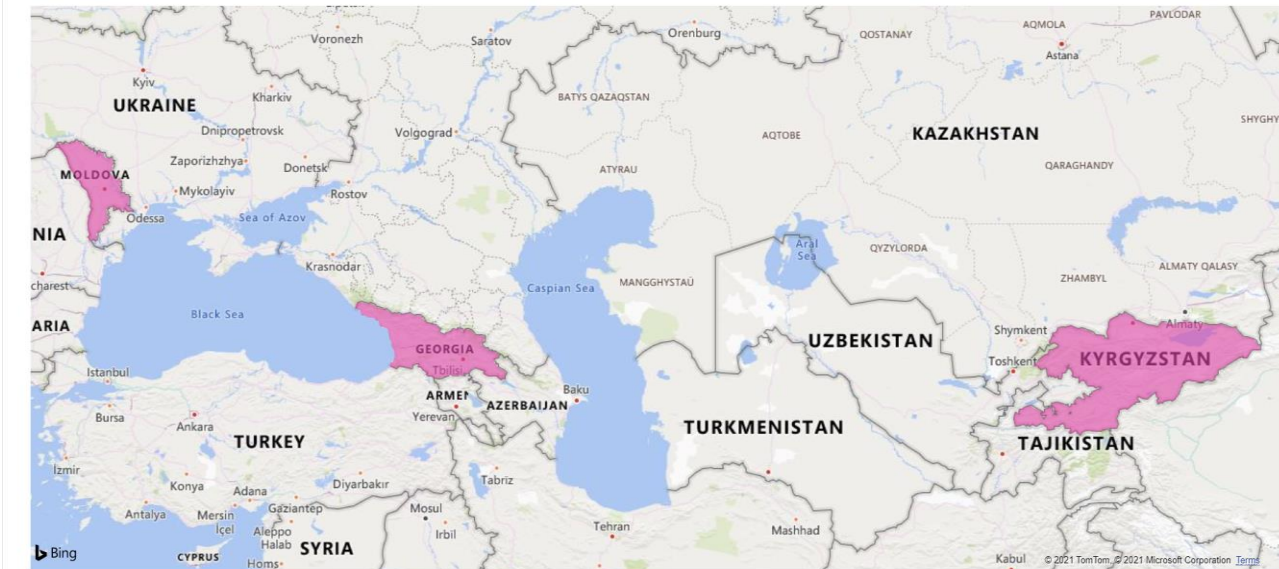 PAVLODAR
AQMOLA
Voronezh
Saratov
Orenburg
QOSTANAY
Astana
Kyiv
UKRAINE
Kharkiv
BATYS QAZAQSTAN
SHYGHY
Dnipropetrovsk
Volgograd
AQTOBE
KAZAKHSTAN
Zaporizhzhya
Donetsk
ATYRAU
QARAGHANDY
MOLDOVA
Mykolayiv
Rostov
Odessa
Sea of Azov
NIA
Aral
Sea
QYZYLORDA
Krasnodar
ALMATY QALASY
charest
Caspian Sea
MANGGHYSTAÜ
ZHAMBYL
Black Sea
ARIA
Shymkent
Almaty
UZBEKISTAN
GEORGIA
Toshkent
KYRGYZSTAN
Istanbul
Tbilisi
Baku
ARMEN
AZERBAIJAN
Bursa
Yerevan
Ankara
TURKMENISTAN
TURKEY
TAJIKISTAN
İzmir
Konya
Adana
Diyarbakır
Tabriz
Antalya
Mersin
İçel
Gaziantep
Mosul
Aleppo
Halab
Irbil
Tehran
Mashhad
Bing
CYPRUS
SYRIA
Homs
Kabul
© 2021 TomTom, © 2021 Microsoft Corporation Terms